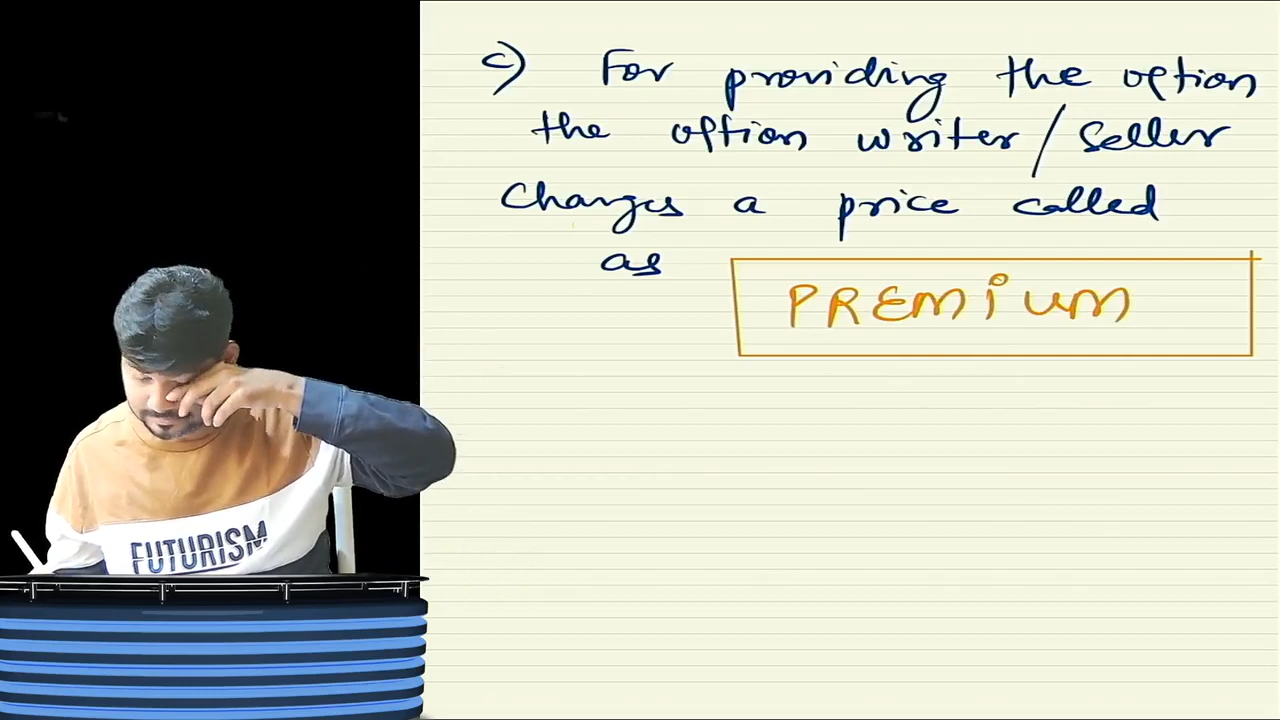 c) For providing the option
the option writer/seller
Charges a price called
as PREMiUM
FUTURISM